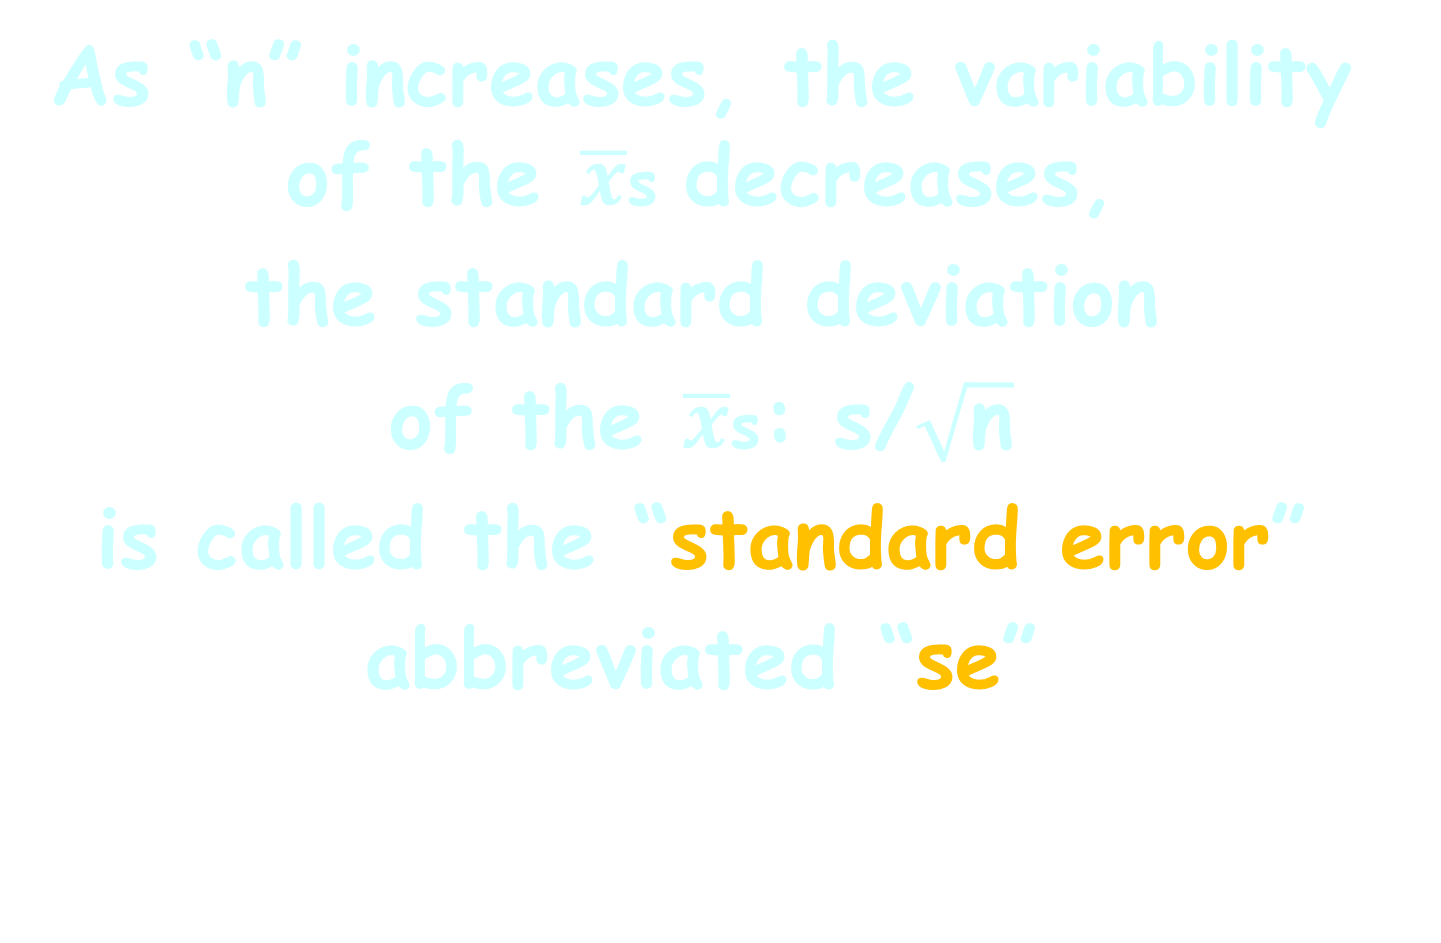 As “n” increases, the variability
of the x̅s decreases,
the standard deviation
of the x̅s: s/√n
is called the “standard error”
abbreviated “se”